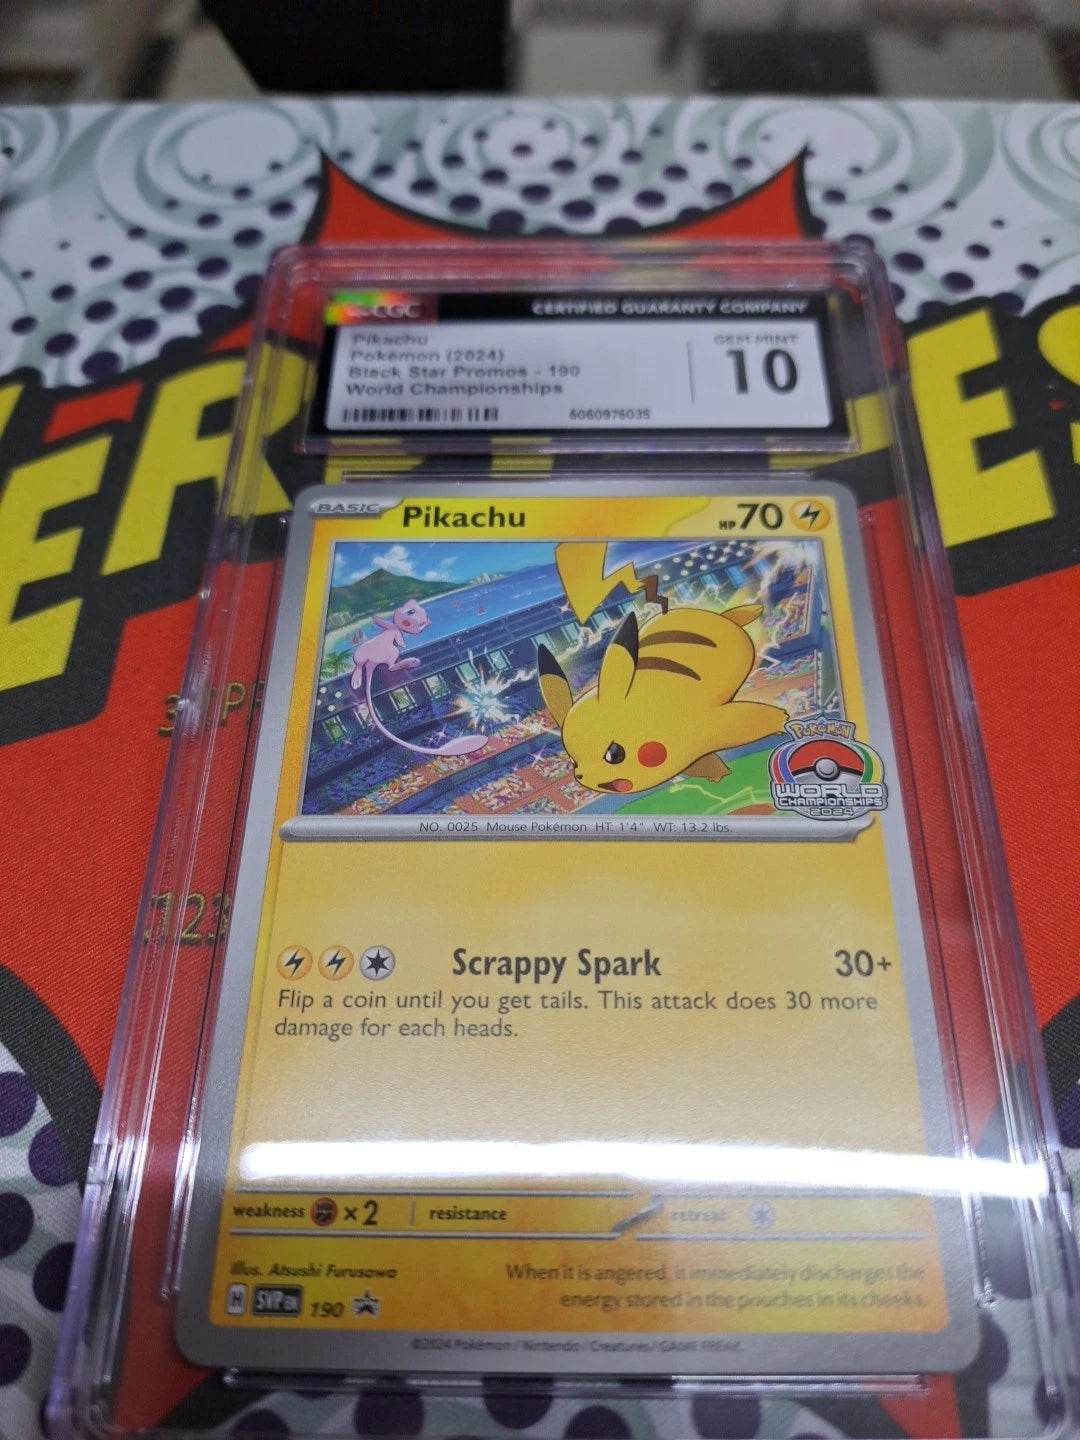 CGC
CERTIFIED GUARANTY COMPANY
Pikachu
Pokémon (2024)
Black Star Promos - 190
World Championships
GEM MINT
10
6060976035
BASIC
Pikachu
HP 70
Pokémon
WORLD
CHAMPIONSHIPS
2024
NO. 0025 Mouse Pokémon HT: 1'4" WT: 13.2 lbs.
Scrappy Spark 30+
Flip a coin until you get tails. This attack does 30 more
damage for each heads.
weakness ×2 resistance retreat
Illus. Atsushi Furusawa
When it is angered, it immediately discharges the
energy stored in the pouches in its cheeks.
H SVP EN 190
©2024 Pokémon / Nintendo / Creatures / GAME FREAK.